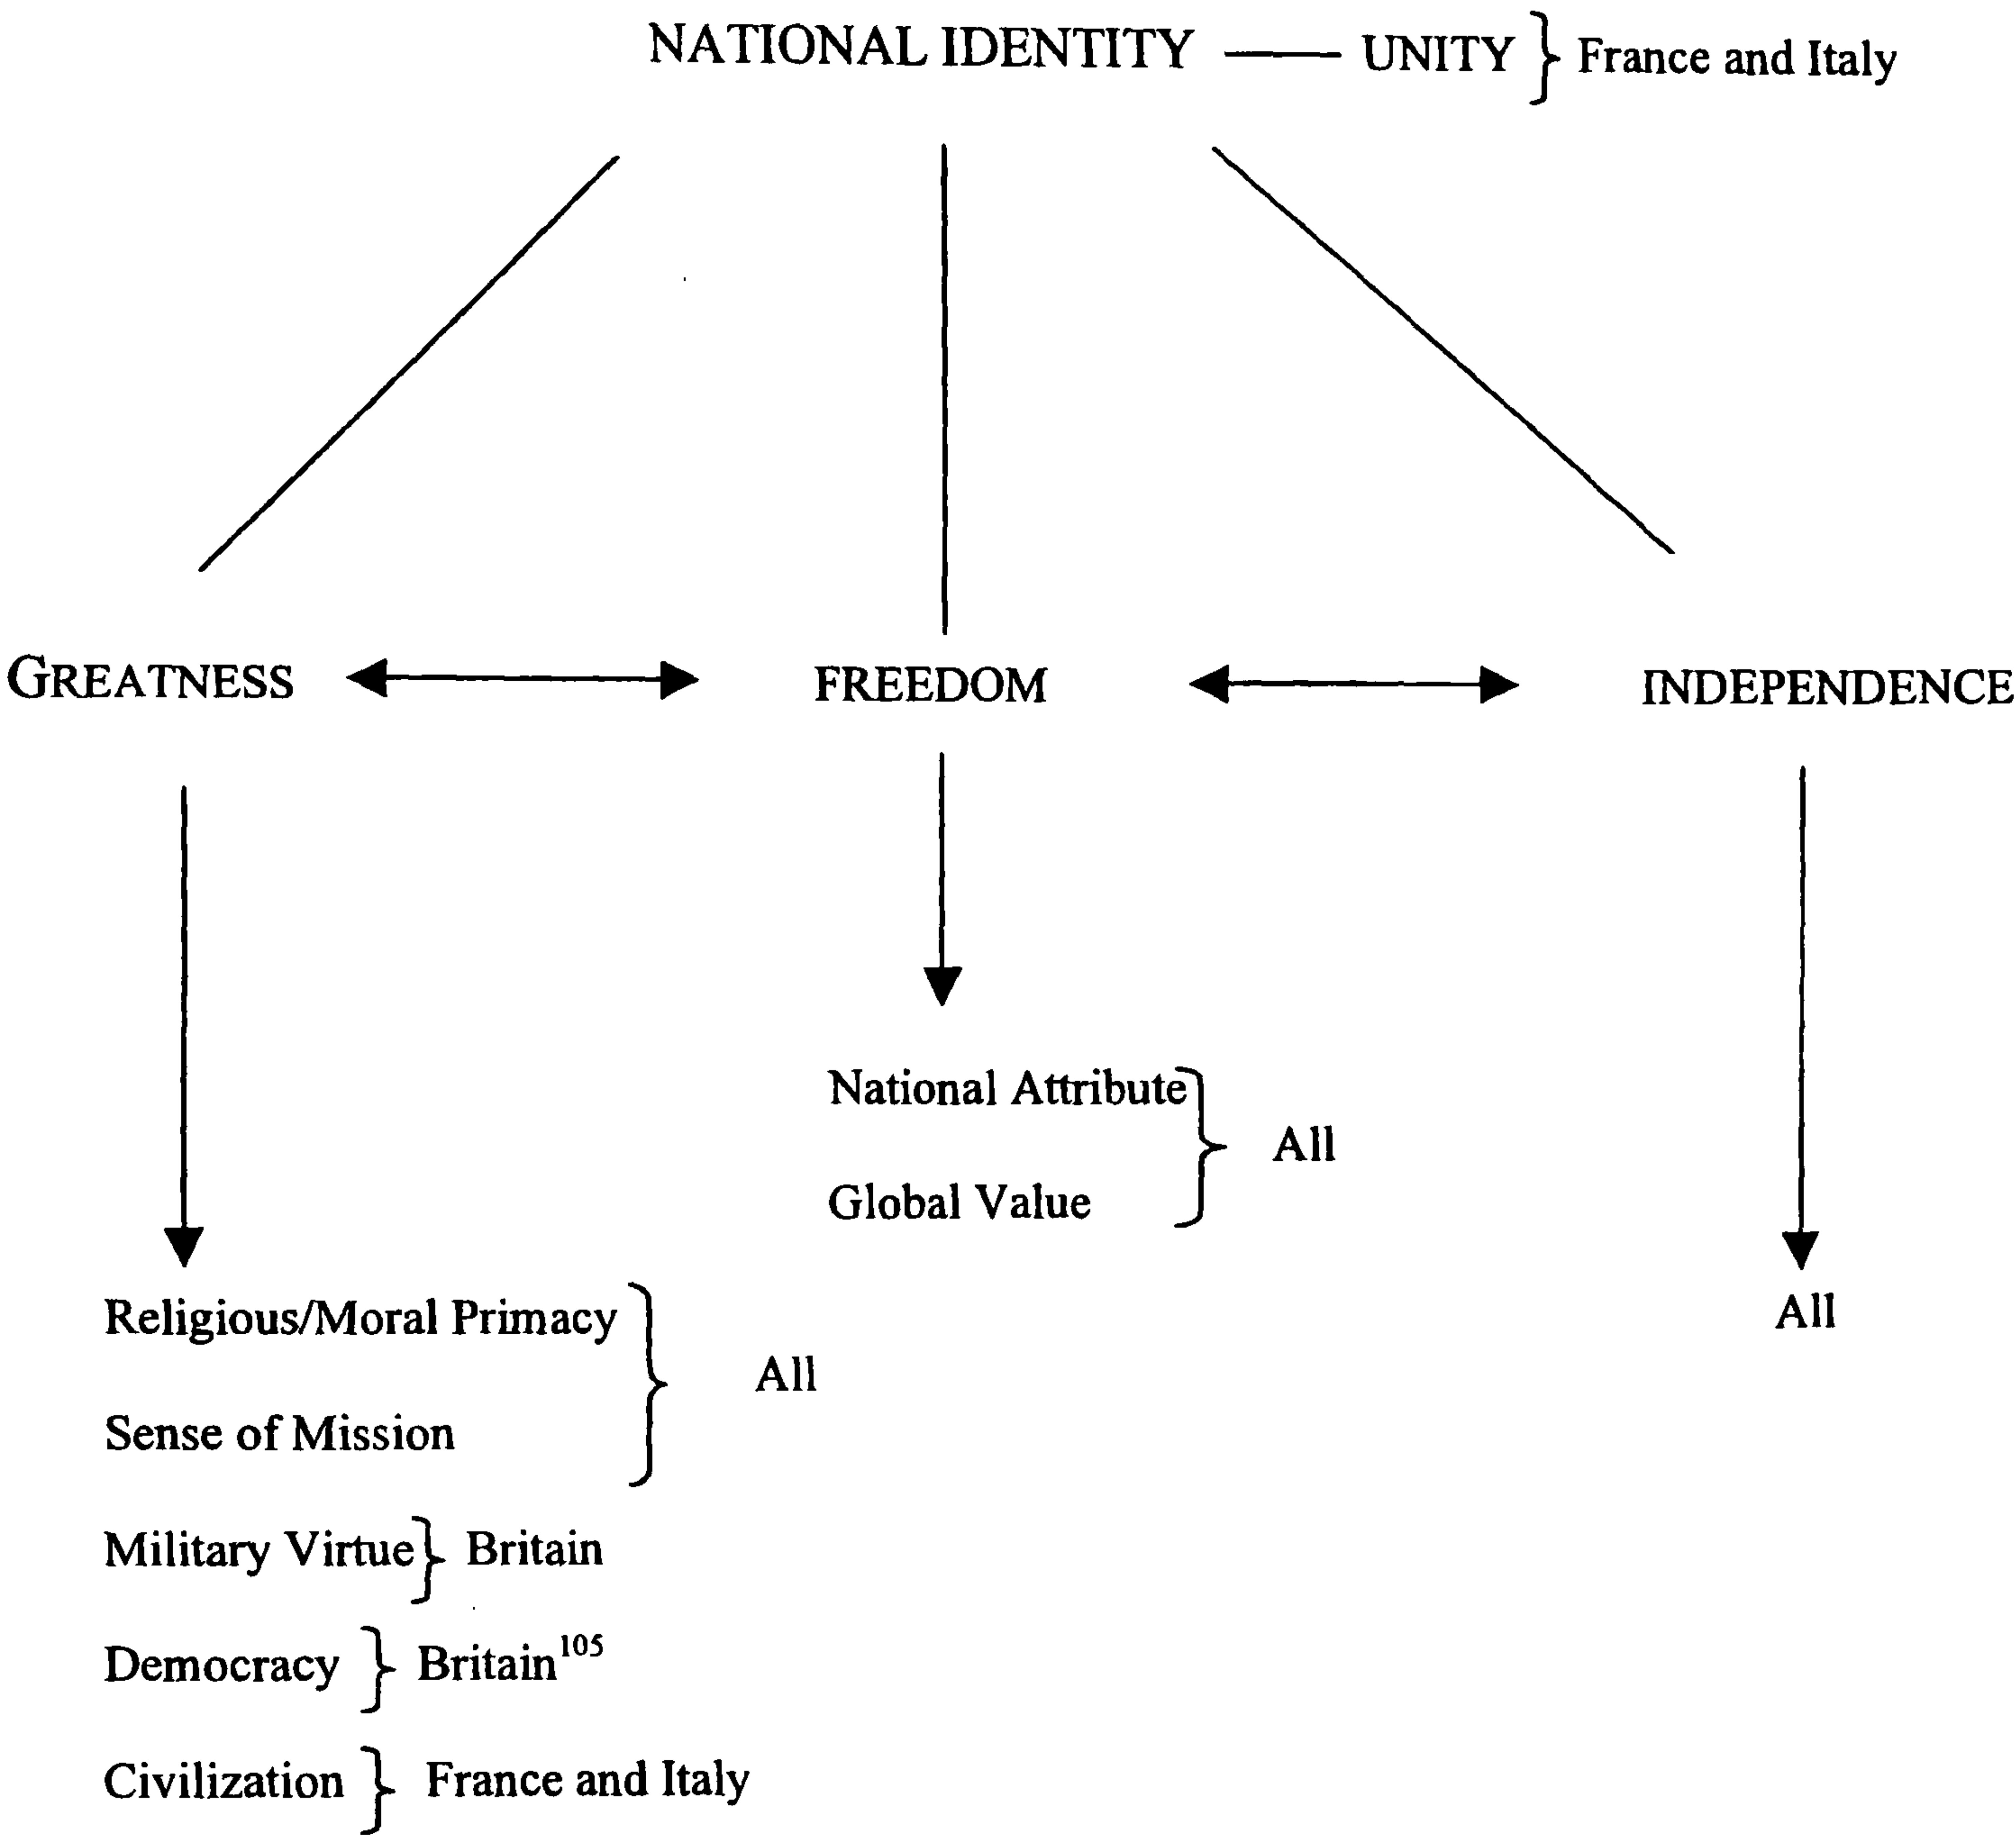 NATIONAL IDENTITY — UNITY } France and Italy
GREATNESS FREEDOM INDEPENDENCE
National Attribute
All
Global Value
Religious/Moral Primacy
All
All
Sense of Mission
Military Virtue } Britain
Democracy } Britain105
Civilization } France and Italy